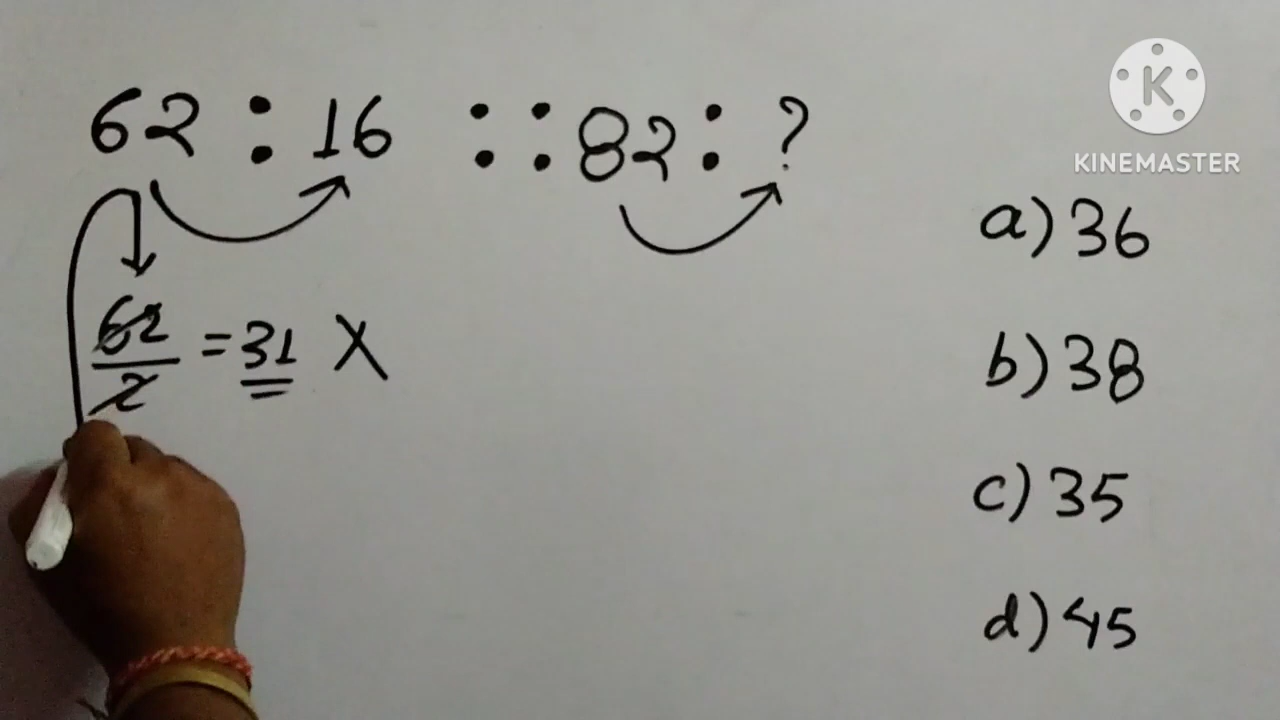 62 : 16 :: 82 : ?
K
KINEMASTER
a) 36
62/2 = 31 X
b) 38
c) 35
d) 45